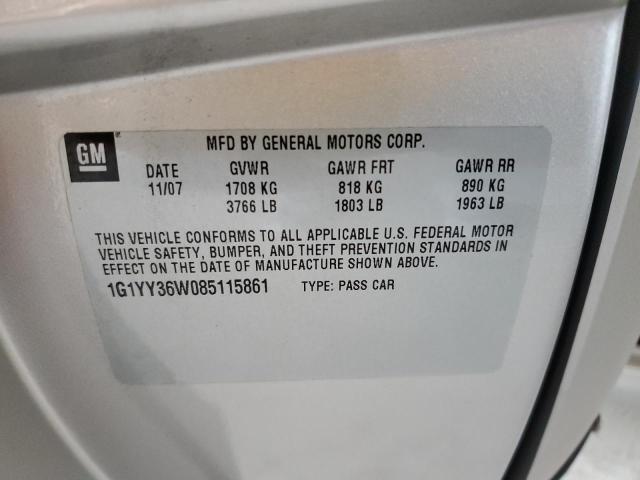 GM
MFD BY GENERAL MOTORS CORP.
DATE GVWR GAWR FRT GAWR RR
11/07 1708 KG 818 KG 890 KG
3766 LB 1803 LB 1963 LB
THIS VEHICLE CONFORMS TO ALL APPLICABLE U.S. FEDERAL MOTOR
VEHICLE SAFETY, BUMPER, AND THEFT PREVENTION STANDARDS IN
EFFECT ON THE DATE OF MANUFACTURE SHOWN ABOVE.
1G1YY36W085115861 TYPE: PASS CAR